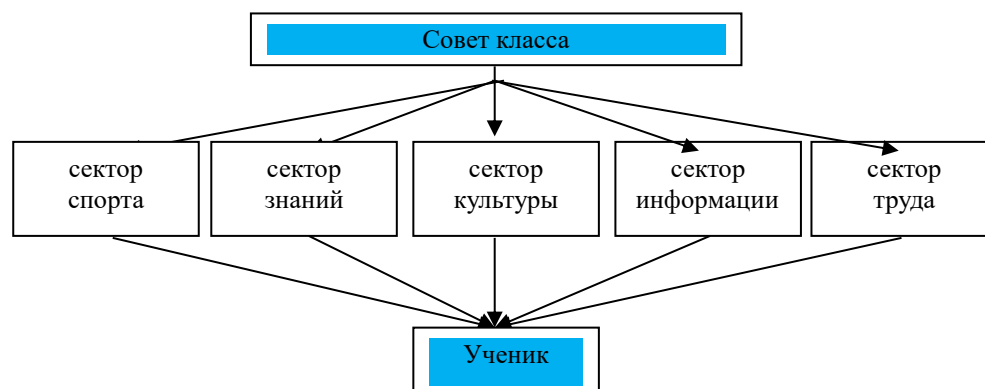 Совет класса
сектор
спорта
сектор
знаний
сектор
культуры
сектор
информации
сектор
труда
Ученик